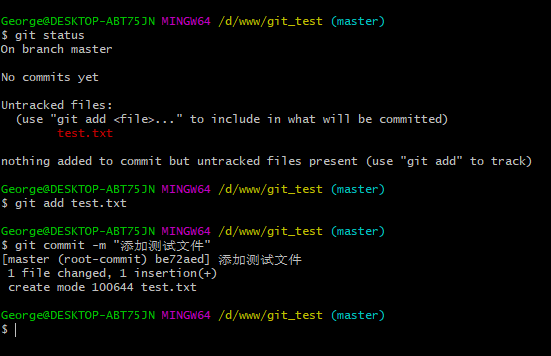 George@DESKTOP-ABT75JN MINGW64 /d/www/git_test (master)
$ git status
On branch master
No commits yet
Untracked files:
(use "git add <file>..." to include in what will be committed)
test.txt
nothing added to commit but untracked files present (use "git add" to track)
George@DESKTOP-ABT75JN MINGW64 /d/www/git_test (master)
$ git add test.txt
George@DESKTOP-ABT75JN MINGW64 /d/www/git_test (master)
$ git commit -m "添加测试文件"
[master (root-commit) be72aed] 添加测试文件
1 file changed, 1 insertion(+)
create mode 100644 test.txt
George@DESKTOP-ABT75JN MINGW64 /d/www/git_test (master)
$